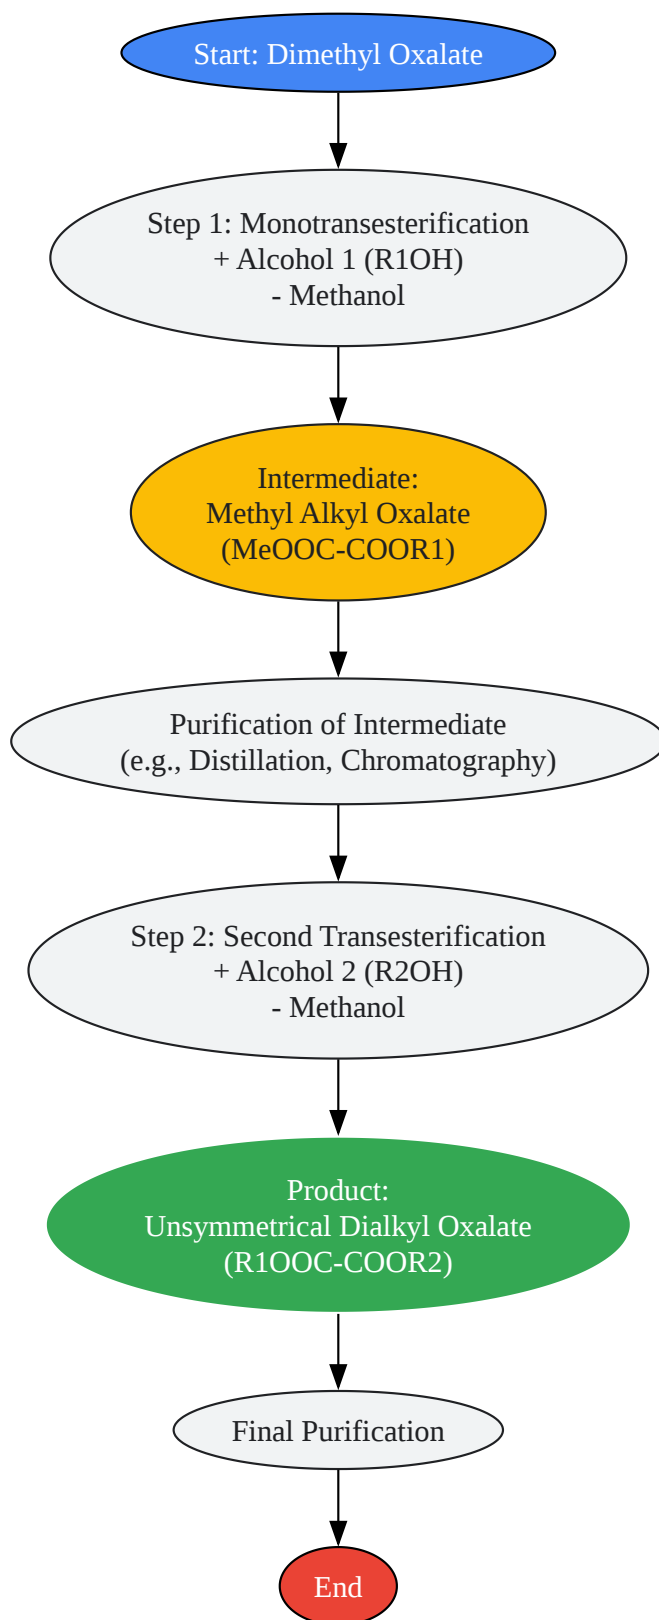 Start: Dimethyl Oxalate
Step 1: Monotransesterification
+ Alcohol 1 (R1OH)
- Methanol
Intermediate:
Methyl Alkyl Oxalate
(MeOOC-COOR1)
Purification of Intermediate
(e.g., Distillation, Chromatography)
Step 2: Second Transesterification
+ Alcohol 2 (R2OH)
- Methanol
Product:
Unsymmetrical Dialkyl Oxalate
(R1OOC-COOR2)
Final Purification
End